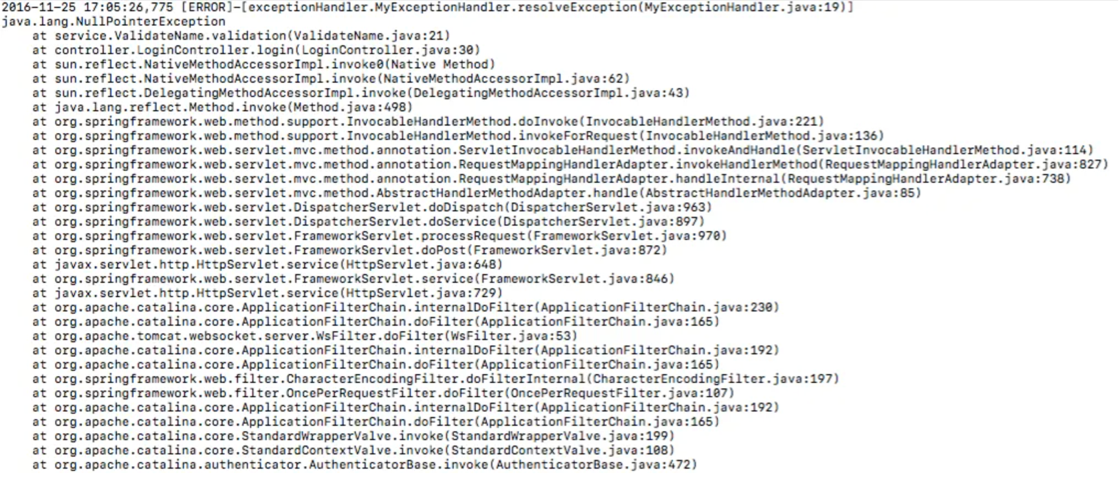 2016-11-25 17:05:26,775 [ERROR]-[exceptionHandler.MyExceptionHandler.resolveException(MyExceptionHandler.java:19)]
java.lang.NullPointerException
at service.ValidateName.validation(ValidateName.java:21)
at controller.LoginController.login(LoginController.java:30)
at sun.reflect.NativeMethodAccessorImpl.invoke0(Native Method)
at sun.reflect.NativeMethodAccessorImpl.invoke(NativeMethodAccessorImpl.java:62)
at sun.reflect.DelegatingMethodAccessorImpl.invoke(DelegatingMethodAccessorImpl.java:43)
at java.lang.reflect.Method.invoke(Method.java:498)
at org.springframework.web.method.support.InvocableHandlerMethod.doInvoke(InvocableHandlerMethod.java:221)
at org.springframework.web.method.support.InvocableHandlerMethod.invokeForRequest(InvocableHandlerMethod.java:136)
at org.springframework.web.servlet.mvc.method.annotation.ServletInvocableHandlerMethod.invokeAndHandle(ServletInvocableHandlerMethod.java:114)
at org.springframework.web.servlet.mvc.method.annotation.RequestMappingHandlerAdapter.invokeHandlerMethod(RequestMappingHandlerAdapter.java:827)
at org.springframework.web.servlet.mvc.method.annotation.RequestMappingHandlerAdapter.handleInternal(RequestMappingHandlerAdapter.java:738)
at org.springframework.web.servlet.mvc.method.AbstractHandlerMethodAdapter.handle(AbstractHandlerMethodAdapter.java:85)
at org.springframework.web.servlet.DispatcherServlet.doDispatch(DispatcherServlet.java:963)
at org.springframework.web.servlet.DispatcherServlet.doService(DispatcherServlet.java:897)
at org.springframework.web.servlet.FrameworkServlet.processRequest(FrameworkServlet.java:970)
at org.springframework.web.servlet.FrameworkServlet.doPost(FrameworkServlet.java:872)
at javax.servlet.http.HttpServlet.service(HttpServlet.java:648)
at org.springframework.web.servlet.FrameworkServlet.service(FrameworkServlet.java:846)
at javax.servlet.http.HttpServlet.service(HttpServlet.java:729)
at org.apache.catalina.core.ApplicationFilterChain.internalDoFilter(ApplicationFilterChain.java:230)
at org.apache.catalina.core.ApplicationFilterChain.doFilter(ApplicationFilterChain.java:165)
at org.apache.tomcat.websocket.server.WsFilter.doFilter(WsFilter.java:53)
at org.apache.catalina.core.ApplicationFilterChain.internalDoFilter(ApplicationFilterChain.java:192)
at org.apache.catalina.core.ApplicationFilterChain.doFilter(ApplicationFilterChain.java:165)
at org.springframework.web.filter.CharacterEncodingFilter.doFilterInternal(CharacterEncodingFilter.java:197)
at org.springframework.web.filter.OncePerRequestFilter.doFilter(OncePerRequestFilter.java:107)
at org.apache.catalina.core.ApplicationFilterChain.internalDoFilter(ApplicationFilterChain.java:192)
at org.apache.catalina.core.ApplicationFilterChain.doFilter(ApplicationFilterChain.java:165)
at org.apache.catalina.core.StandardWrapperValve.invoke(StandardWrapperValve.java:199)
at org.apache.catalina.core.StandardContextValve.invoke(StandardContextValve.java:108)
at org.apache.catalina.authenticator.AuthenticatorBase.invoke(AuthenticatorBase.java:472)